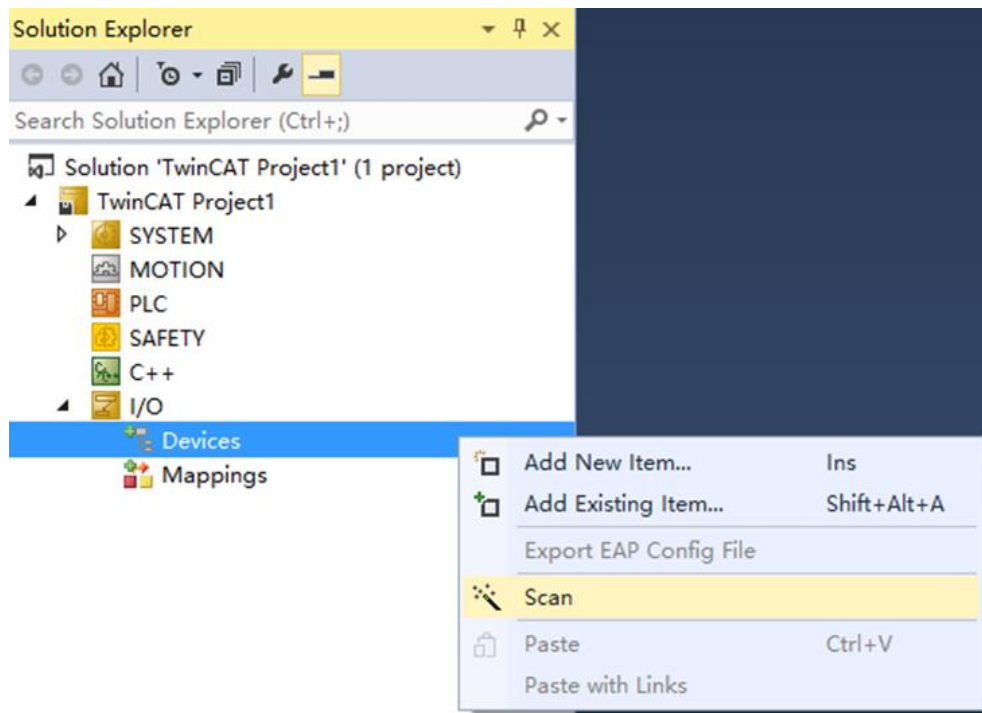 Solution Explorer
Search Solution Explorer (Ctrl+;)
Solution 'TwinCAT Project1' (1 project)
TwinCAT Project1
SYSTEM
MOTION
PLC
SAFETY
C++
I/O
Devices
Mappings
Add New Item... Ins
Add Existing Item... Shift+Alt+A
Export EAP Config File
Scan
Paste Ctrl+V
Paste with Links